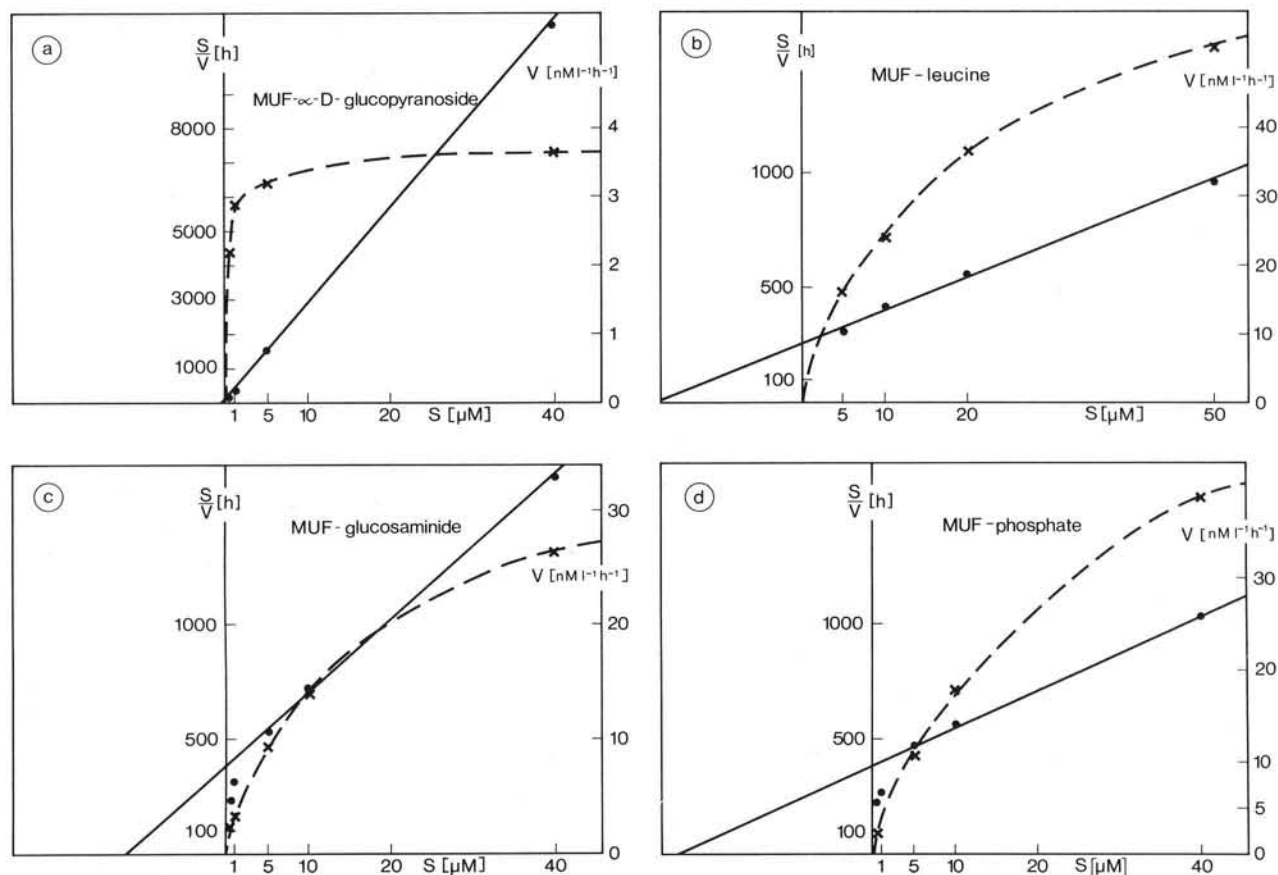 a
S/V [h]
V [nM l⁻¹h⁻¹]
MUF-∝-D-glucopyranoside
8000
5000
3000
1000
4
3
2
1
0
1 5 10 20 S [µM] 40
b
S/V [h]
V [nM l⁻¹h⁻¹]
MUF-leucine
1000
500
100
40
30
20
10
0
5 10 20 S [µM] 50
c
S/V [h]
MUF-glucosaminide
V [nM l⁻¹h⁻¹]
1000
500
100
30
20
10
0
1 5 10 20 S [µM] 40
d
S/V [h]
MUF-phosphate
V [nM l⁻¹h⁻¹]
1000
500
100
30
20
10
5
0
1 5 10 20 S [µM] 40